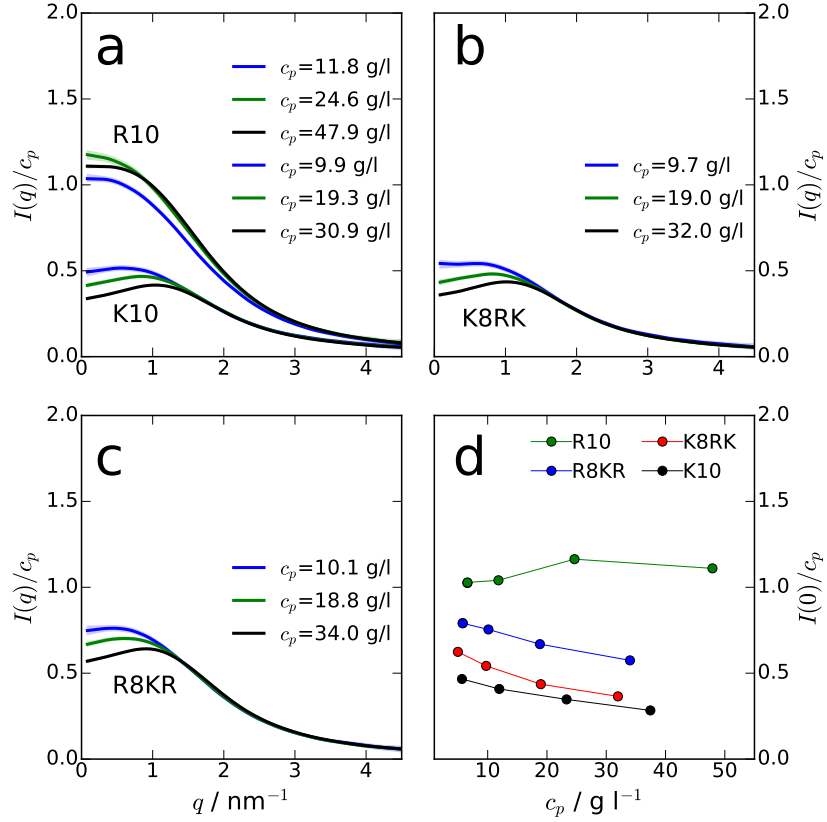 a
R10
K10
c_p=11.8 g/l
c_p=24.6 g/l
c_p=47.9 g/l
c_p=9.9 g/l
c_p=19.3 g/l
c_p=30.9 g/l
I(q)/c_p
0.0
0.5
1.0
1.5
2.0
0 1 2 3 4
b
K8RK
c_p=9.7 g/l
c_p=19.0 g/l
c_p=32.0 g/l
I(q)/c_p
0.0
0.5
1.0
1.5
2.0
0 1 2 3 4
c
R8KR
c_p=10.1 g/l
c_p=18.8 g/l
c_p=34.0 g/l
I(q)/c_p
0.0
0.5
1.0
1.5
2.0
0 1 2 3 4
q / nm⁻¹
d
R10 K8RK
R8KR K10
I(0)/c_p
0.0
0.5
1.0
1.5
2.0
10 20 30 40 50
c_p / g l⁻¹